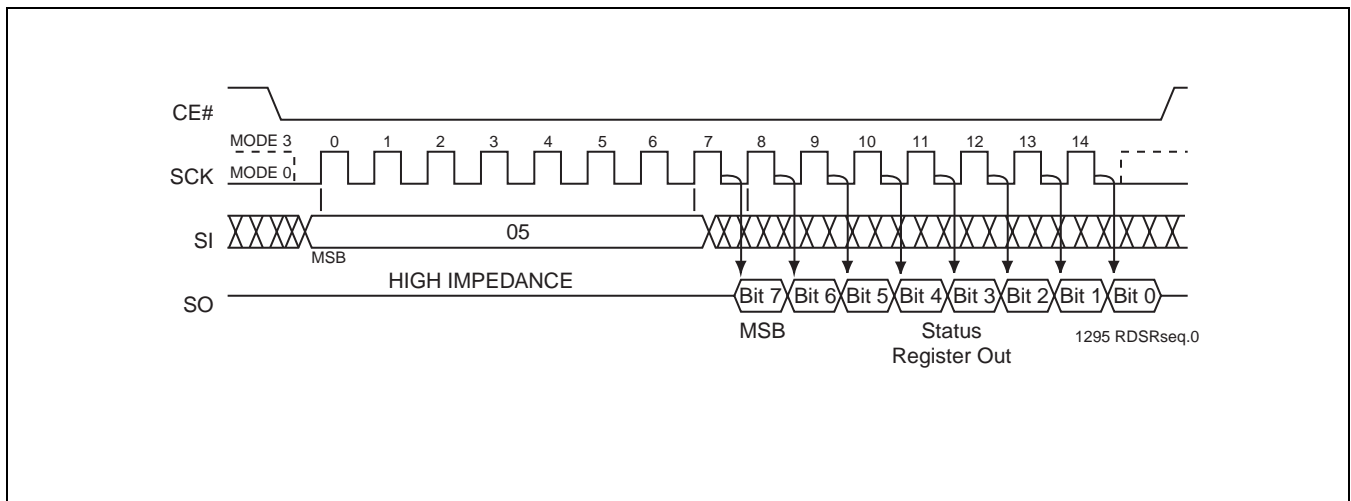 CE#
MODE 3 0 1 2 3 4 5 6 7 8 9 10 11 12 13 14
SCK MODE 0
SI 05
MSB
HIGH IMPEDANCE
SO Bit 7 Bit 6 Bit 5 Bit 4 Bit 3 Bit 2 Bit 1 Bit 0
MSB Status
Register Out
1295 RDSRseq.0